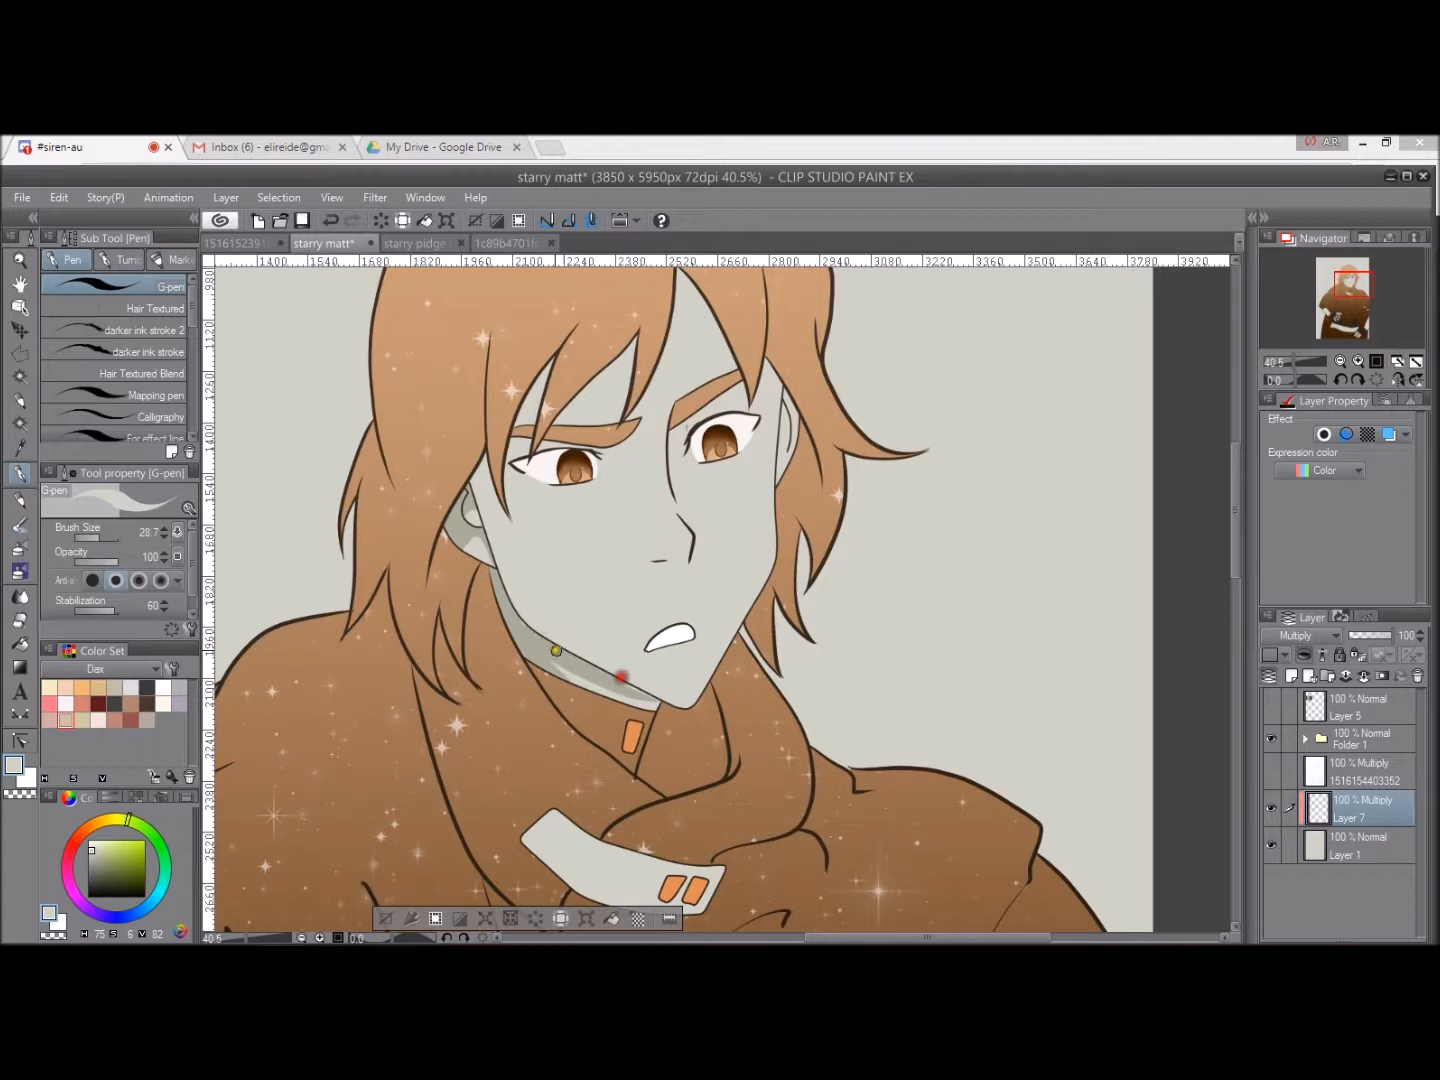 #siren-au
Inbox (6) - elireide@gma
My Drive - Google Drive
A.R.
starry matt* (3850 x 5950px 72dpi 40.5%) - CLIP STUDIO PAINT EX
File Edit Story(P) Animation Layer Selection Edit View Filter Window Help
Sub Tool [Pen]
1516152391
starry matt*
starry pidge
1c89b4701f
Navigator
Pen
Marke
1400 1540 1680 1820 1960 2100 2240 2380 2520 2660 2800 2940 3080 3220 3360 3500 3640 3780 3920
G-pen
Hair Textured
darker ink stroke 2
darker ink stroke
Hair Textured Blend
Mapping pen
Calligraphy
For effect line
40.5
0.0
Layer Property
Effect
Expression color
Color
Tool property [G-pen]
G-pen
Brush Size
28.7
Opacity
100
Anti-a
Stabilization
60
Layer
Multiply
100
Color Set
Dax
100 % Normal
Layer 5
100 % Normal
Folder 1
100 % Multiply
1516154403352
100 % Multiply
Layer 7
100 % Normal
Layer 1
H S V
Co
H 75 S 6 V 82
40.5
0.0